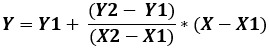 Y = Y1 + (Y2 - Y1)/(X2 - X1) * (X - X1)